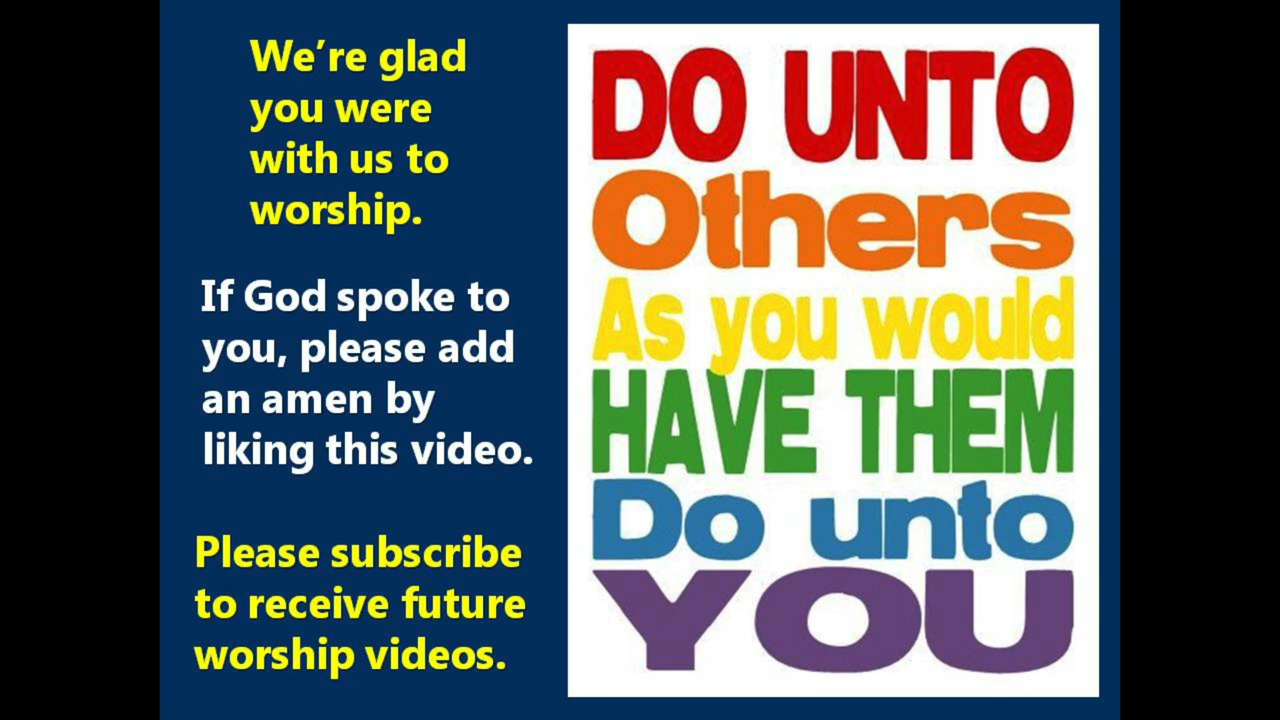 We’re glad
you were
with us to
worship.
If God spoke to
you, please add
an amen by
liking this video.
Please subscribe
to receive future
worship videos.
DO UNTO
Others
As you would
HAVE THEM
Do unto
YOU